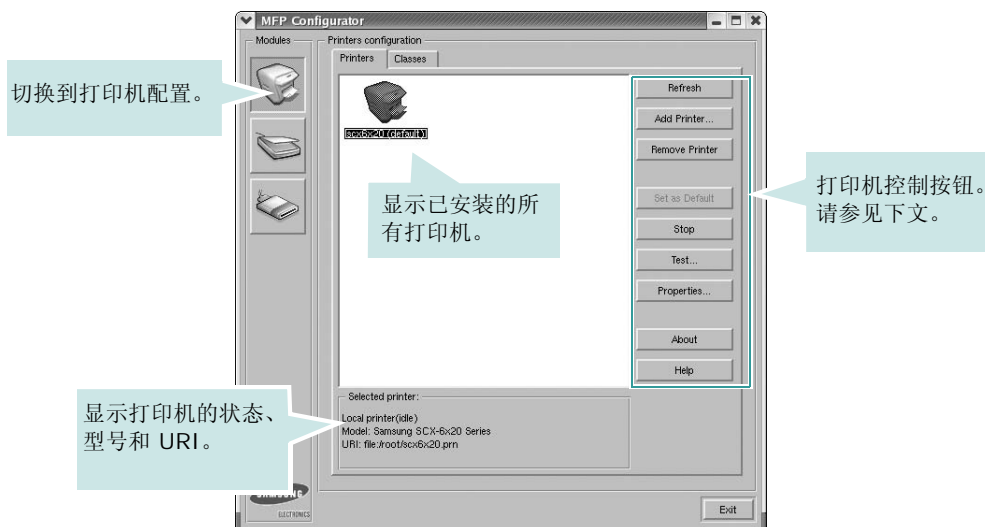 MFP Configurator
Modules
Printers configuration
Printers
Classes
切换到打印机配置。
scx6x20 (default)
显示已安装的所
有打印机。
Refresh
Add Printer...
Remove Printer
Set as Default
Stop
Test...
Properties...
About
Help
打印机控制按钮。
请参见下文。
显示打印机的状态、
型号和 URI。
Selected printer:
Local printer(idle)
Model: Samsung SCX-6x20 Series
URI: file:/root/scx6x20.prn
SAMSUNG
ELECTRONICS
Exit